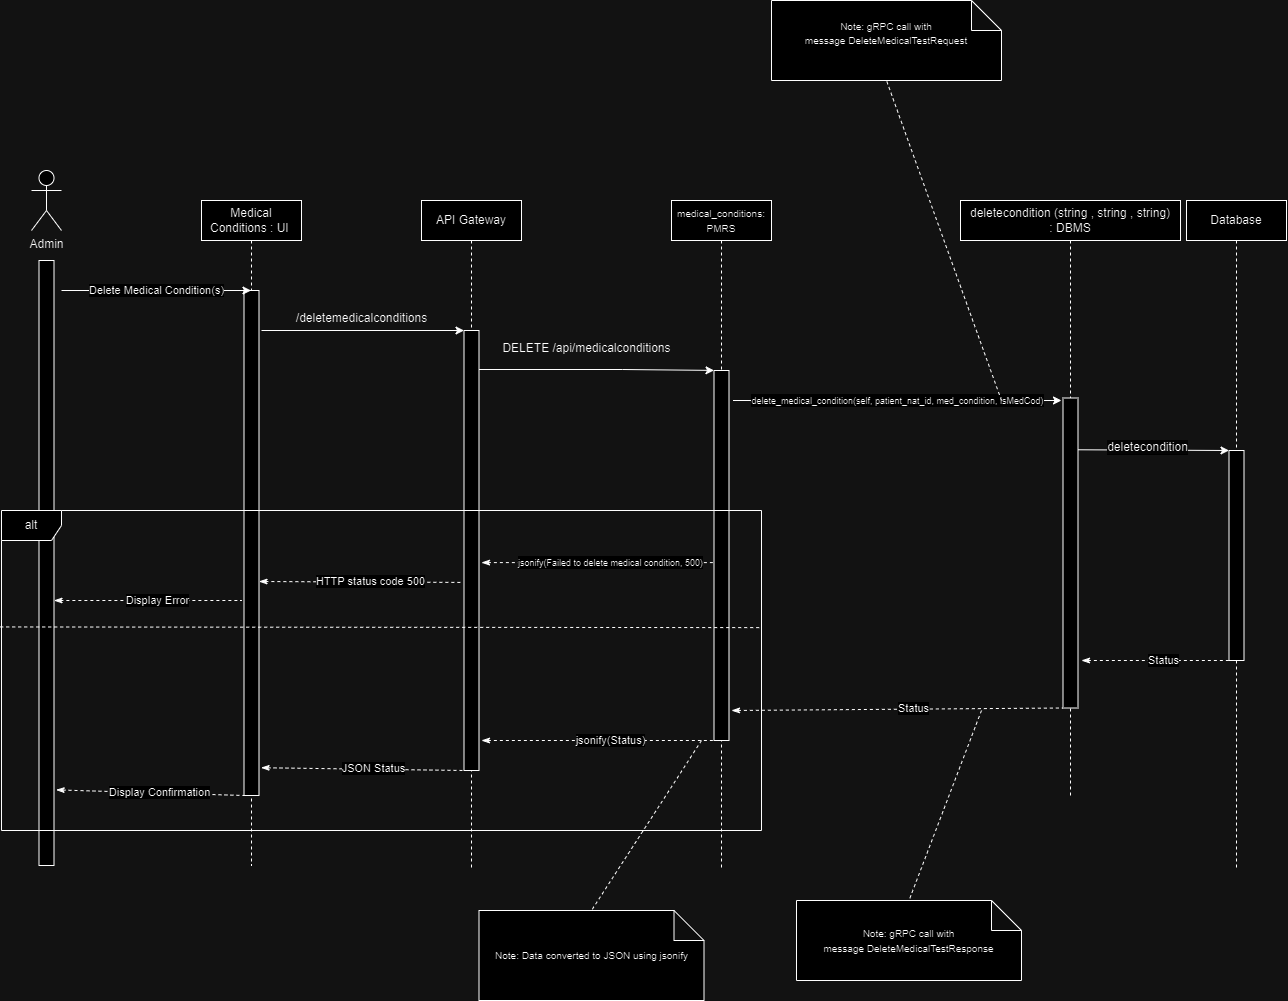 Note: gRPC call with
message DeleteMedicalTestRequest
Admin
Medical
Conditions : UI
API Gateway
medical_conditions:
PMRS
deletecondition (string , string , string)
: DBMS
Database
Delete Medical Condition(s)
/deletemedicalconditions
DELETE /api/medicalconditions
delete_medical_condition(self, patient_nat_id, med_condition, isMedCod)
deletecondition
alt
jsonify(Failed to delete medical condition, 500)
HTTP status code 500
Display Error
Status
Status
jsonify(Status)
JSON Status
Display Confirmation
Note: Data converted to JSON using jsonify
Note: gRPC call with
message DeleteMedicalTestResponse